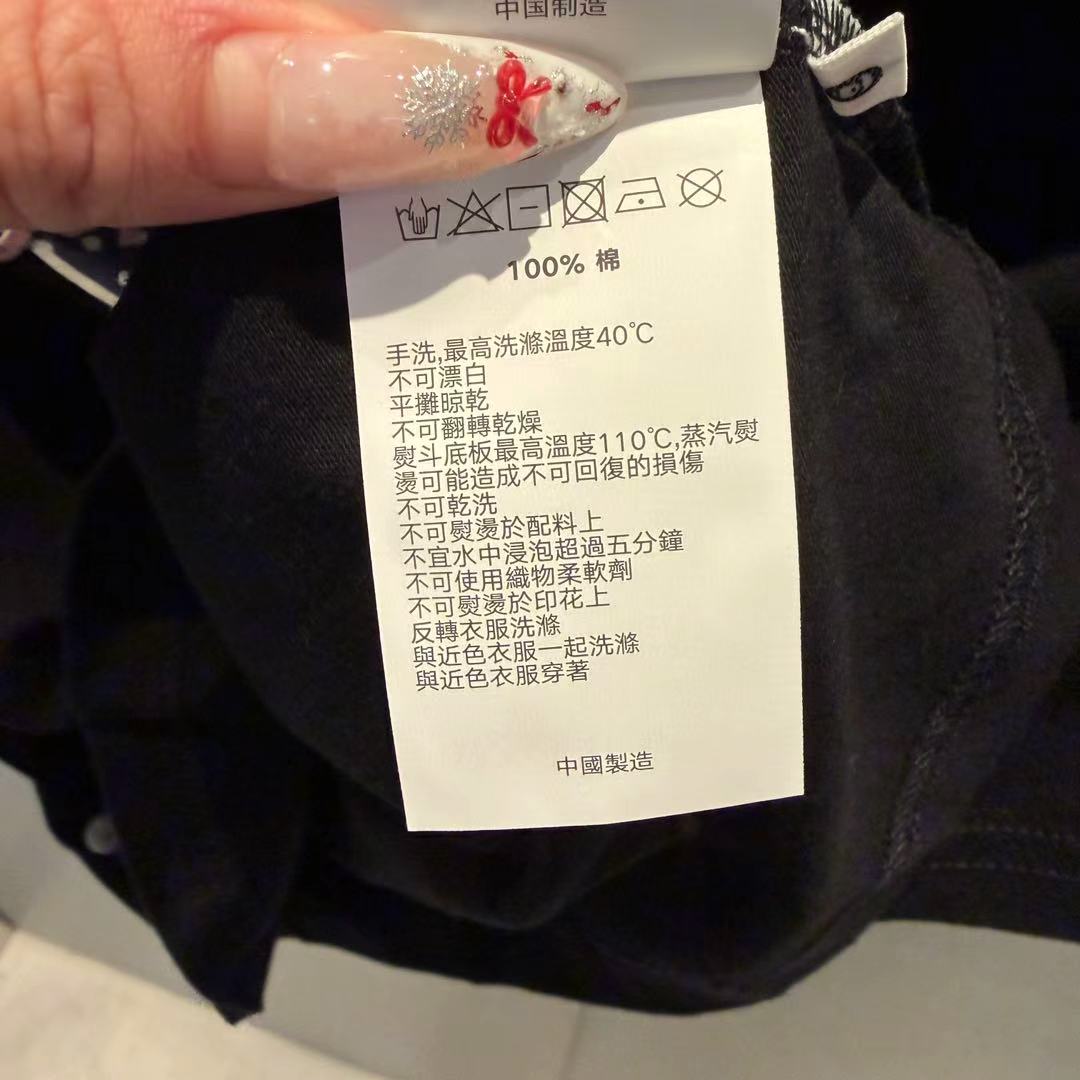 中国制造
100% 棉
手洗,最高洗滌溫度40℃
不可漂白
平攤晾乾
不可翻轉乾燥
熨斗底板最高溫度110℃,蒸汽熨
燙可能造成不可回復的損傷
不可乾洗
不可熨燙於配料上
不宜水中浸泡超過五分鐘
不可使用織物柔軟劑
不可熨燙於印花上
反轉衣服洗滌
與近色衣服一起洗滌
與近色衣服穿著
中國製造